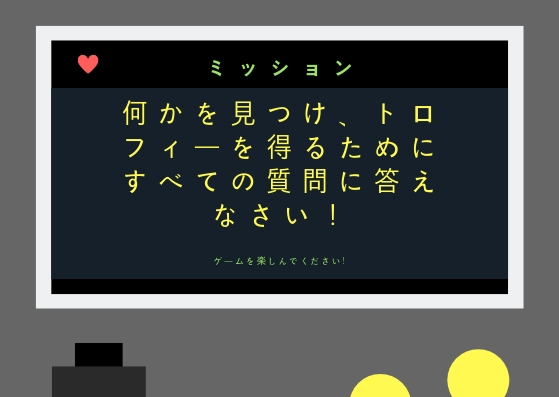 ミッション
何かを見つけ、トロ
フィーを得るために
すべての質問に答え
なさい！
ゲームを楽しんでください!